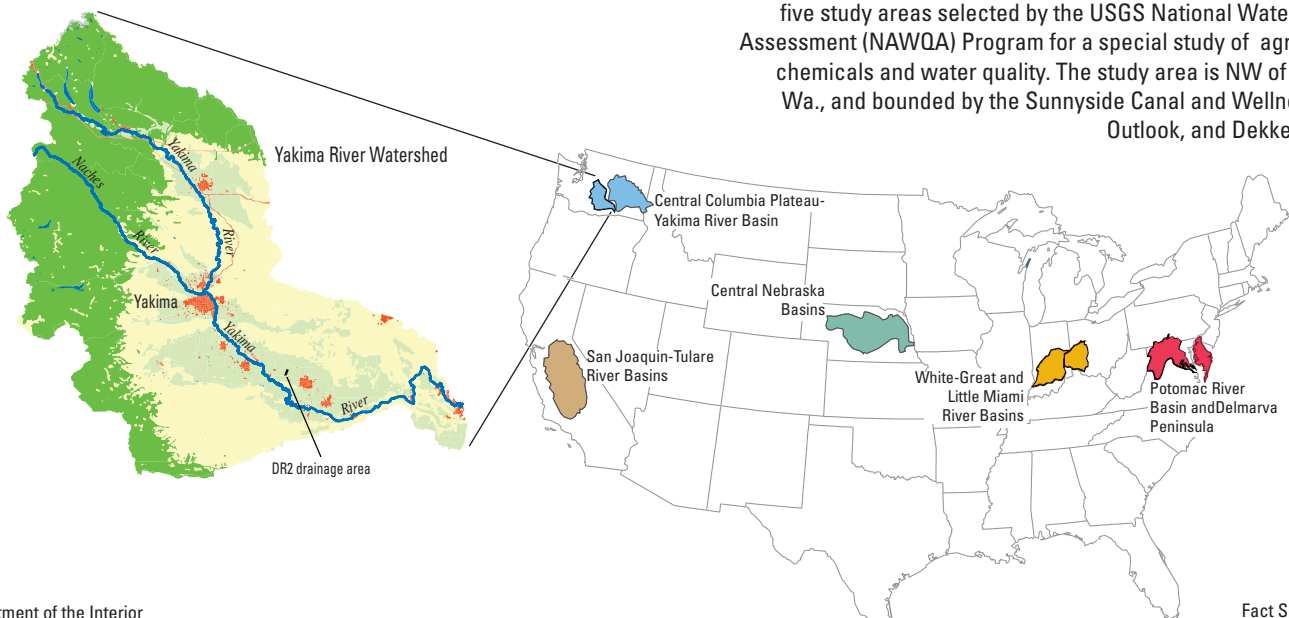 five study areas selected by the USGS National Wate
Assessment (NAWQA) Program for a special study of agr
chemicals and water quality. The study area is NW of
Wa., and bounded by the Sunnyside Canal and Welln
Outlook, and Dekke
Yakima River Watershed
Yakima
River
Naches
River
Yakima
Yakima
River
DR2 drainage area
Central Columbia Plateau-
Yakima River Basin
Central Nebraska
Basins
San Joaquin-Tulare
River Basins
White-Great and
Little Miami
River Basins
Potomac River
Basin andDelmarva
Peninsula
tment of the Interior
Fact S